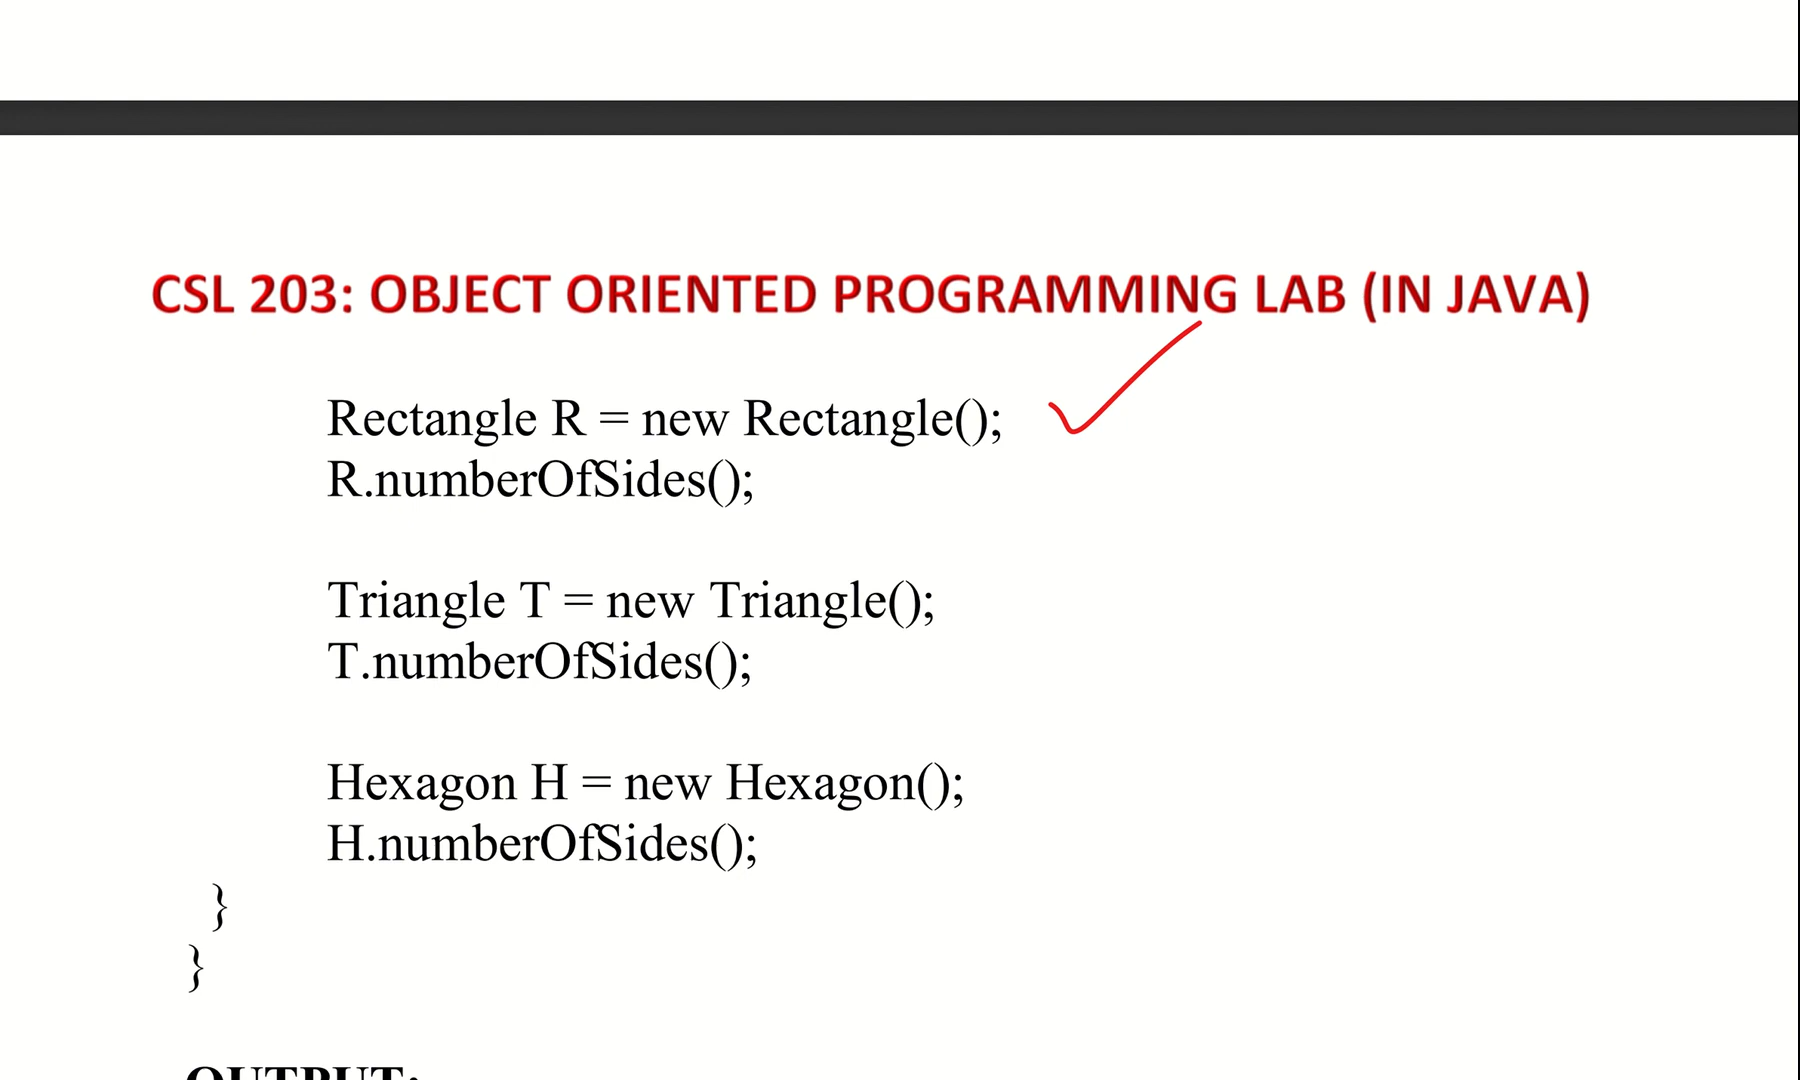 CSL 203: OBJECT ORIENTED PROGRAMMING LAB (IN JAVA)
Rectangle R = new Rectangle();
R.numberOfSides();
Triangle T = new Triangle();
T.numberOfSides();
Hexagon H = new Hexagon();
H.numberOfSides();
}
}
OUTPUT: